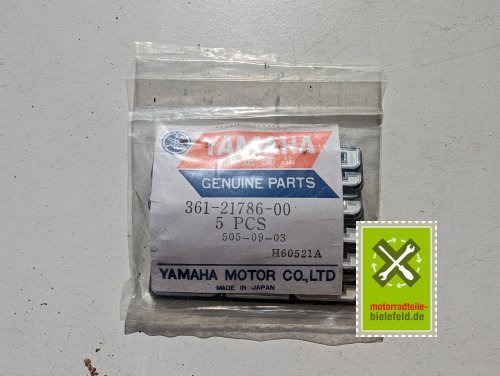 YAMAHA
GENUINE PARTS
361-21786-00
5 PCS
505-09-03
H60521A
YAMAHA MOTOR CO.,LTD
MADE IN JAPAN
motorradteile-
bielefeld.de